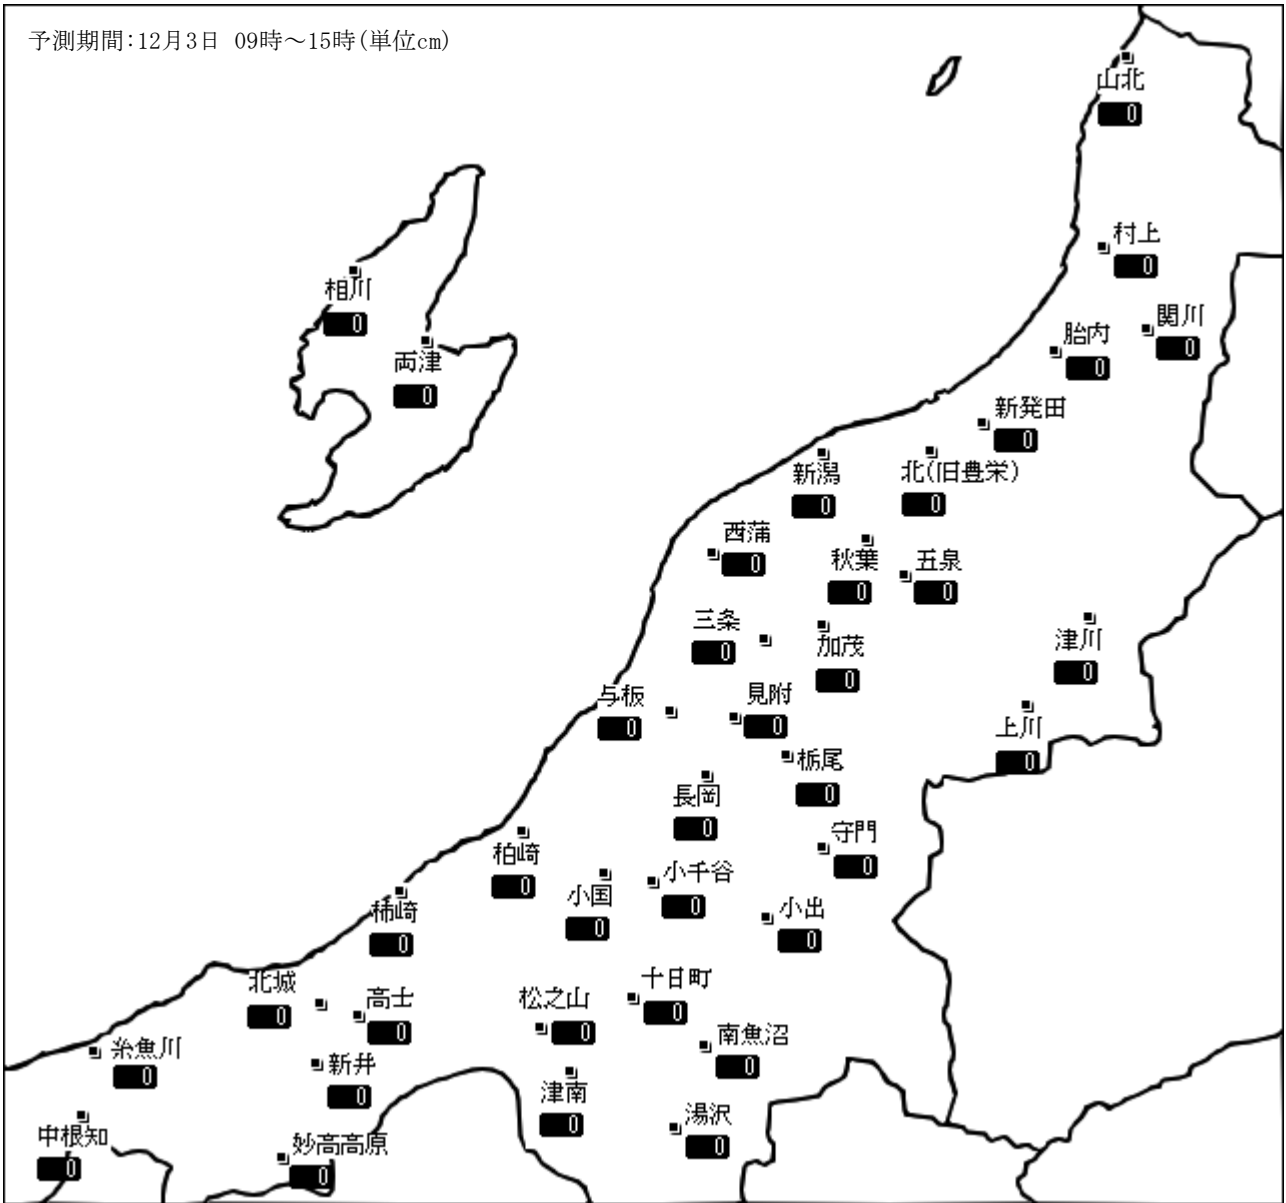 予測期間:12月3日 09時～15時(単位cm)
山北
0
村上
0
相川
0
関川
0
胎内
0
両津
0
新発田
0
新潟
0
北(旧豊栄)
0
西蒲
0
秋葉
0
五泉
0
三条
0
加茂
0
津川
0
与板
0
見附
0
上川
0
栃尾
0
長岡
0
守門
0
柏崎
0
小国
0
小千谷
0
小出
0
柿崎
0
北城
0
高士
0
松之山
0
十日町
0
南魚沼
0
糸魚川
0
新井
0
津南
0
湯沢
0
中根知
0
妙高高原
0